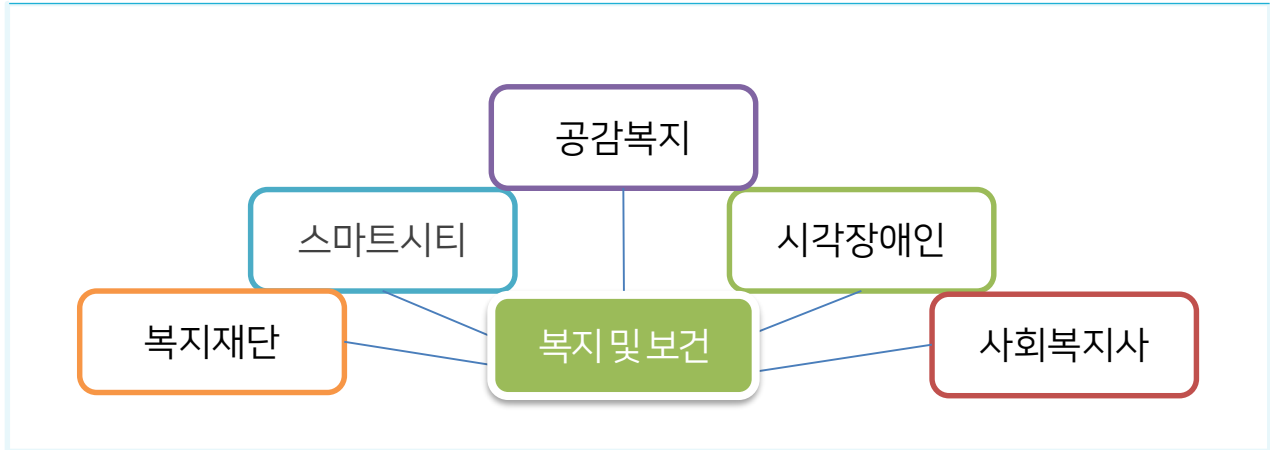 공감복지
스마트시티
시각장애인
복지재단
복지 및 보건
사회복지사